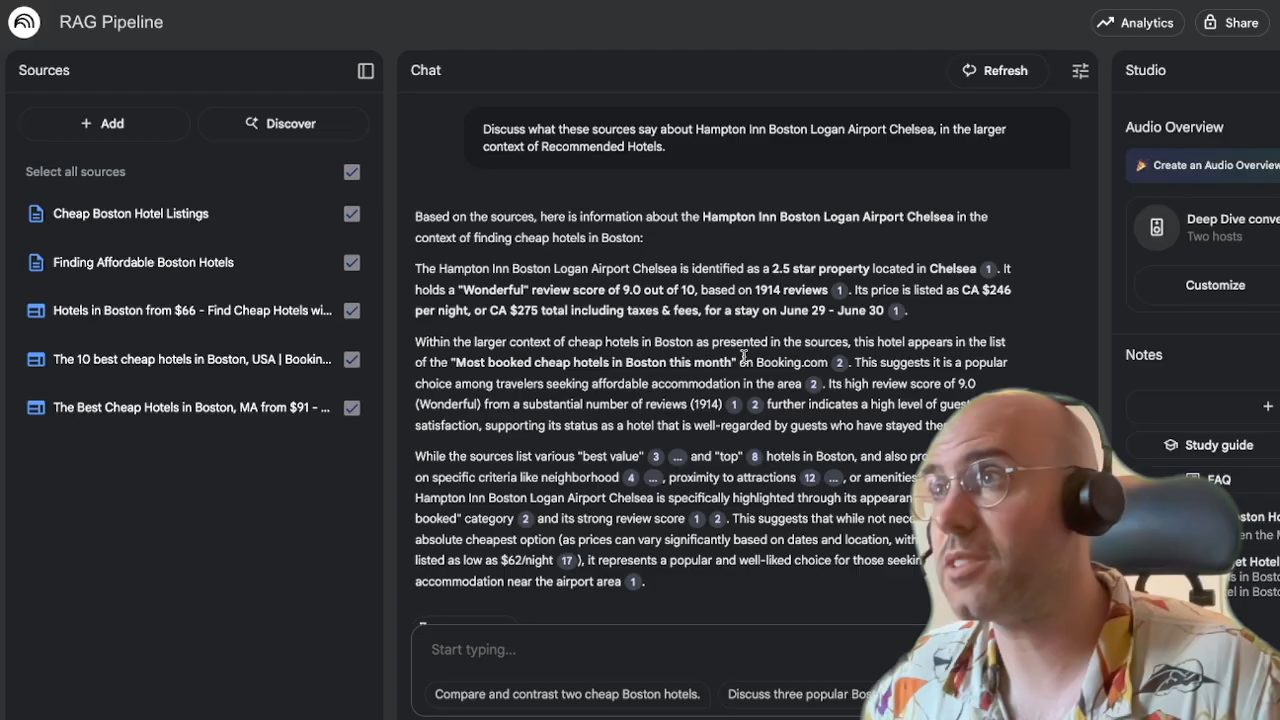 RAG Pipeline
Analytics
Share
Sources
Add
Discover
Select all sources
Cheap Boston Hotel Listings
Finding Affordable Boston Hotels
Hotels in Boston from $66 - Find Cheap Hotels wi...
The 10 best cheap hotels in Boston, USA | Bookin...
The Best Cheap Hotels in Boston, MA from $91 - ...
Chat
Refresh
Discuss what these sources say about Hampton Inn Boston Logan Airport Chelsea, in the larger
context of Recommended Hotels.
Based on the sources, here is information about the Hampton Inn Boston Logan Airport Chelsea in the
context of finding cheap hotels in Boston:
The Hampton Inn Boston Logan Airport Chelsea is identified as a 2.5 star property located in Chelsea 1. It
holds a "Wonderful" review score of 9.0 out of 10, based on 1914 reviews 1. Its price is listed as CA $246
per night, or CA $275 total including taxes & fees, for a stay on June 29 - June 30 1.
Within the larger context of cheap hotels in Boston as presented in the sources, this hotel appears in the list
of the "Most booked cheap hotels in Boston this month" on Booking.com 2. This suggests it is a popular
choice among travelers seeking affordable accommodation in the area 2. Its high review score of 9.0
(Wonderful) from a substantial number of reviews (1914) 1 2 further indicates a high level of
satisfaction, supporting its status as a hotel that is well-regarded by guests who have stayed
While the sources list various "best value" 3 ... and "top" 8 hotels in Boston, and also
on specific criteria like neighborhood 4 ..., proximity to attractions 12 ..., or amenities
Hampton Inn Boston Logan Airport Chelsea is specifically highlighted through its
booked" category 2 and its strong review score 1 2. This suggests that while not
absolute cheapest option (as prices can vary significantly based on dates and location,
listed as low as $62/night 17), it represents a popular and well-liked choice for those
accommodation near the airport area 1.
Start typing...
Compare and contrast two cheap Boston hotels.
Discuss three popular
Studio
Audio Overview
Create an Audio Overview
Deep Dive
Two hosts
Customize
Notes
Study guide
FAQ